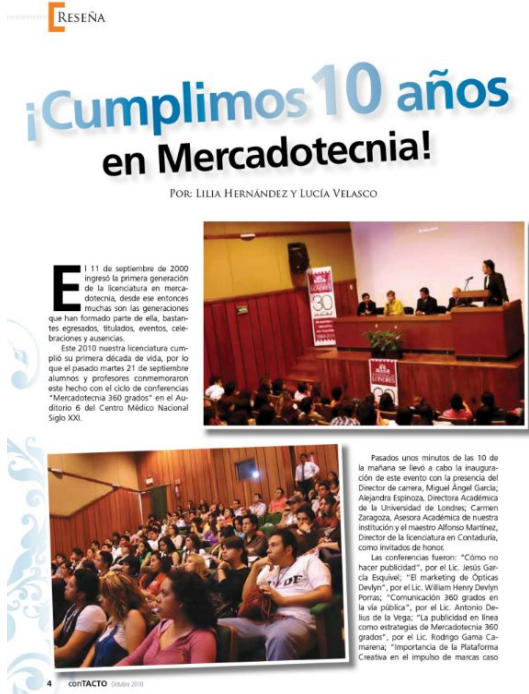 RESEÑA
¡Cumplimos 10 años
en Mercadotecnia!
POR: LILIA HERNÁNDEZ Y LUCÍA VELASCO
El 11 de septiembre de 2000
ingresó la primera generación
de la licenciatura en merca-
dotecnia, desde ese entonces
muchas son las generaciones
que han formado parte de ella, bastan-
tes egresados, titulados, eventos, cele-
braciones y ausencias.
Este 2010 nuestra licenciatura cum-
plió su primera década de vida, por lo
que el pasado martes 21 de septiembre
alumnos y profesores conmemoraron
este hecho con el ciclo de conferencias
"Mercadotecnia 360 grados" en el Au-
ditorio 6 del Centro Médico Nacional
Siglo XXI.
LONDRES
30
LONDRES
Pasados unos minutos de las 10 de
la mañana se llevó a cabo la inaugura-
ción de este evento con la presencia del
Director de carrera, Miguel Ángel García;
Alejandra Espinoza, Directora Académica
de la Universidad de Londres; Carmen
Zaragoza, Asesora Académica de nuestra
institución y el maestro Alfonso Martínez,
Director de la licenciatura en Contaduría,
como invitados de honor.
Las conferencias fueron: "Cómo no
hacer publicidad", por el Lic. Jesús Gar-
cía Esquivel; "El marketing de Ópticas
Devlyn", por el Lic. William Henry Devlyn
Porras; "Comunicación 360 grados en
la vía pública", por el Lic. Antonio De-
lius de la Vega; "La publicidad en línea
como estrategias de Mercadotecnia 360
grados", por el Lic. Rodrigo Gama Ca-
marena; "Importancia de la Plataforma
Creativa en el impulso de marcas caso
4 conTACTO Octubre 2010